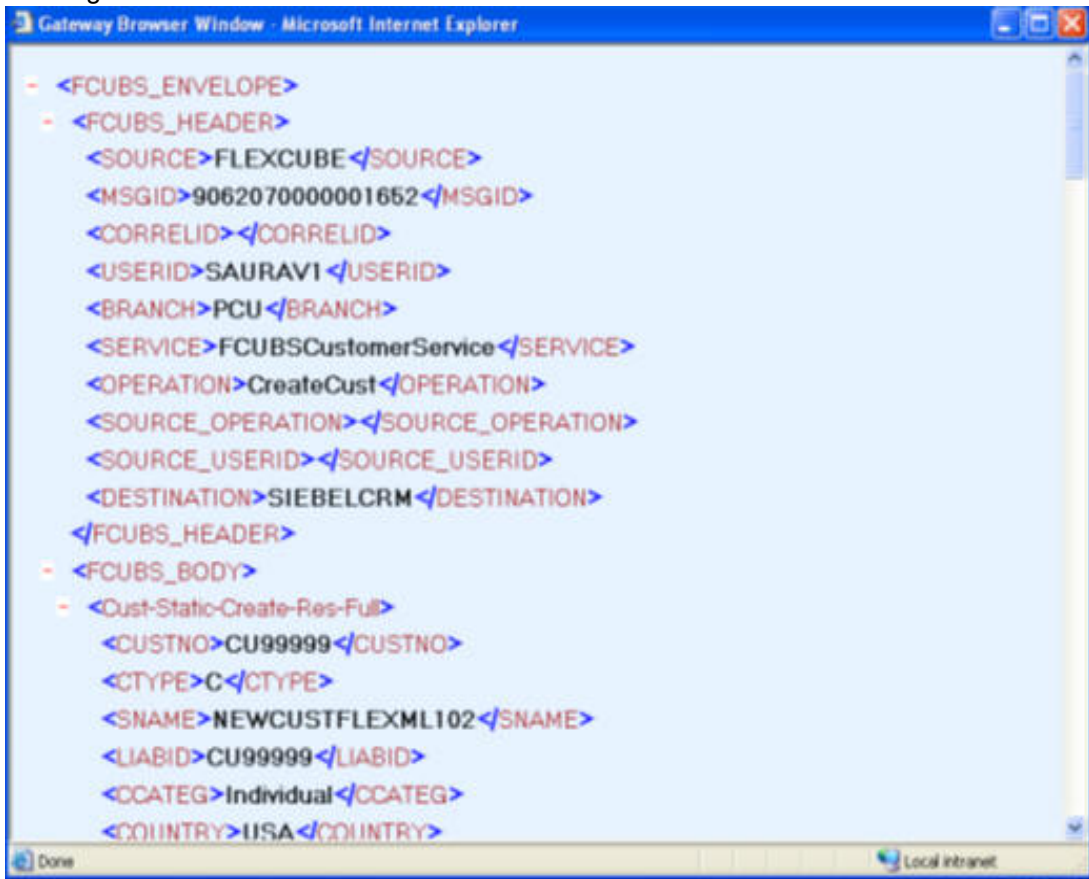 Gateway Browser Window - Microsoft Internet Explorer
- <FCUBS_ENVELOPE>
- <FCUBS_HEADER>
<SOURCE>FLEXCUBE</SOURCE>
<MSGID>9062070000001652</MSGID>
<CORRELID></CORRELID>
<USERID>SAURAV1</USERID>
<BRANCH>PCU</BRANCH>
<SERVICE>FCUBSCustomerService</SERVICE>
<OPERATION>CreateCust</OPERATION>
<SOURCE_OPERATION></SOURCE_OPERATION>
<SOURCE_USERID></SOURCE_USERID>
<DESTINATION>SIEBELCRM</DESTINATION>
</FCUBS_HEADER>
- <FCUBS_BODY>
- <Cust-Static-Create-Res-Full>
<CUSTNO>CU99999</CUSTNO>
<CTYPE>C</CTYPE>
<SNAME>NEWCUSTFLEXML102</SNAME>
<LIABID>CU99999</LIABID>
<CCATEG>Individual</CCATEG>
<COUNTRY>USA</COUNTRY>
Done Local intranet